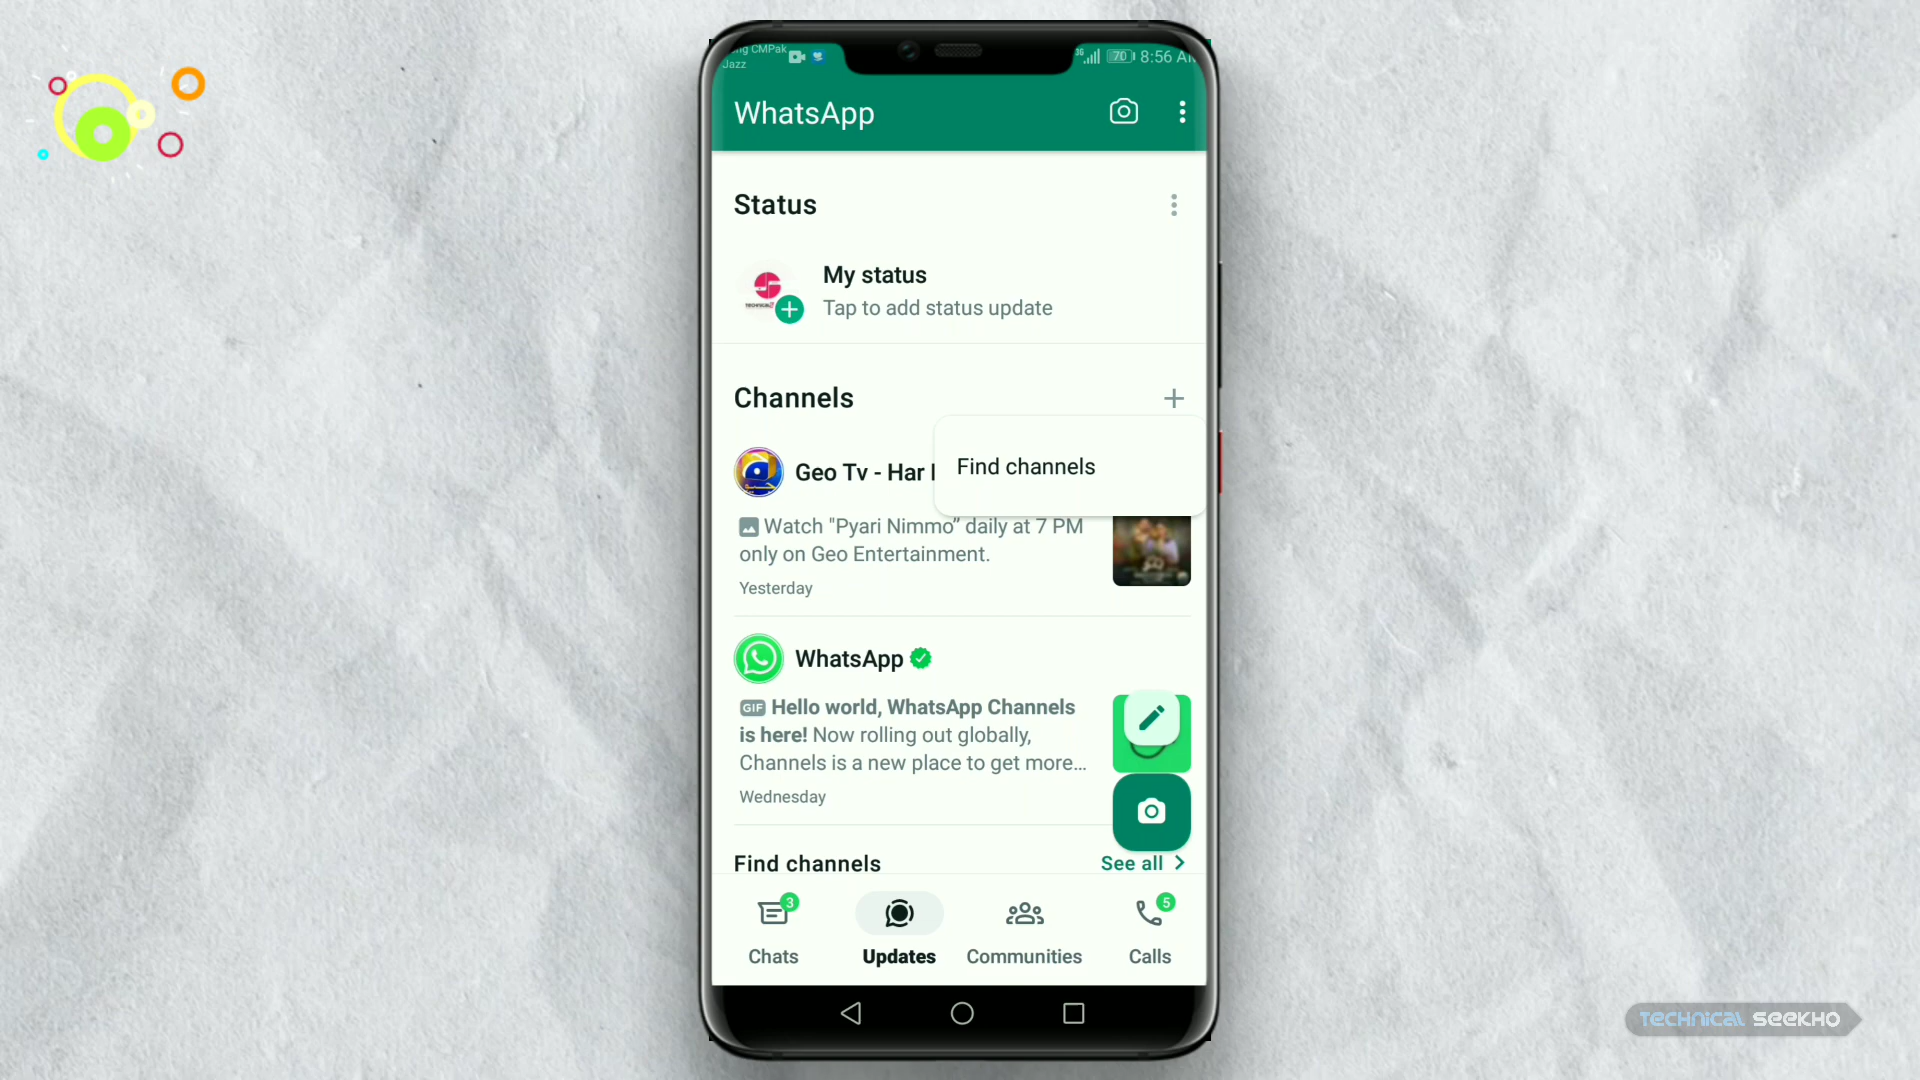 Jazz
70 8:56
WhatsApp
Status
My status
Tap to add status update
Channels
Find channels
Geo Tv - Har
Watch "Pyari Nimmo” daily at 7 PM
only on Geo Entertainment.
Yesterday
WhatsApp
GIF Hello world, WhatsApp Channels
is here! Now rolling out globally,
Channels is a new place to get more...
Wednesday
Find channels
See all
3
5
Chats
Updates
Communities
Calls
TECHNICAL SEEKHO